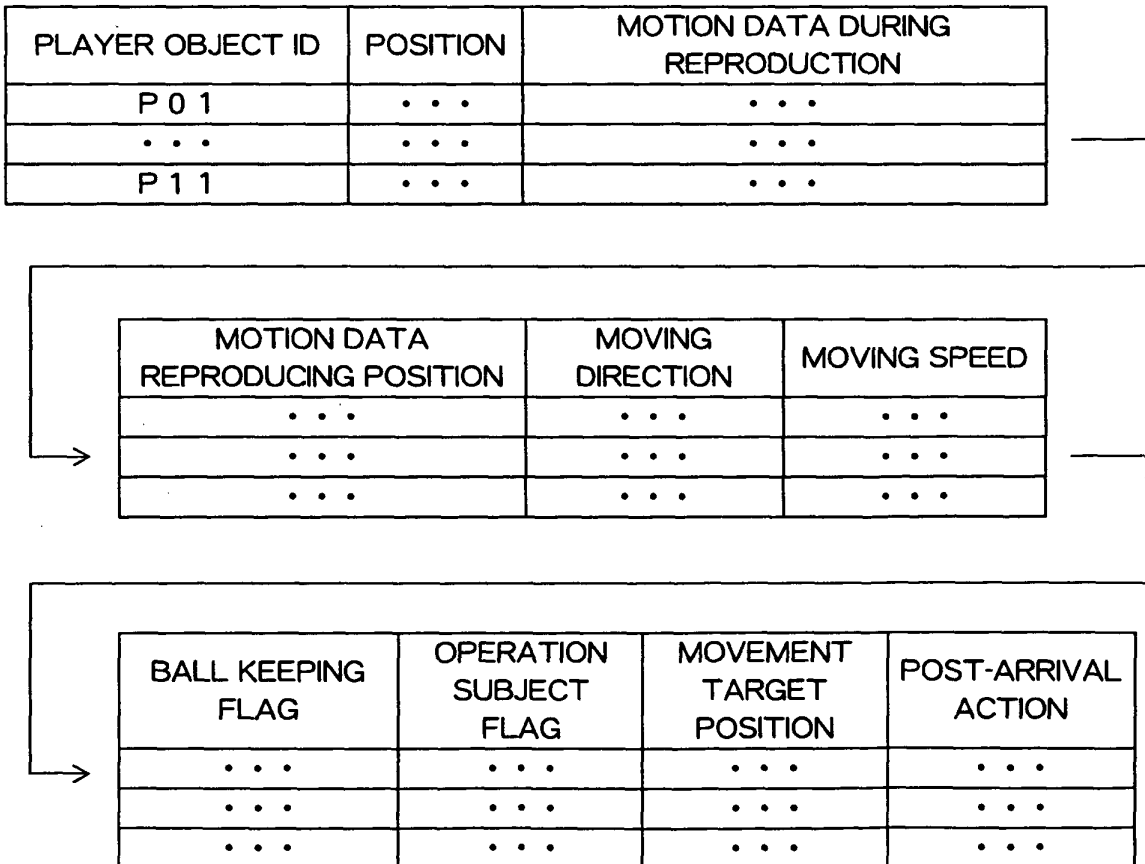 PLAYER OBJECT ID POSITION MOTION DATA DURING REPRODUCTION
P01 ・・・ ・・・
・・・ ・・・ ・・・
P11 ・・・ ・・・
MOTION DATA REPRODUCING POSITION MOVING DIRECTION MOVING SPEED
・・・ ・・・ ・・・
・・・ ・・・ ・・・
・・・ ・・・ ・・・
BALL KEEPING FLAG OPERATION SUBJECT FLAG MOVEMENT TARGET POSITION POST-ARRIVAL ACTION
・・・ ・・・ ・・・ ・・・
・・・ ・・・ ・・・ ・・・
・・・ ・・・ ・・・ ・・・